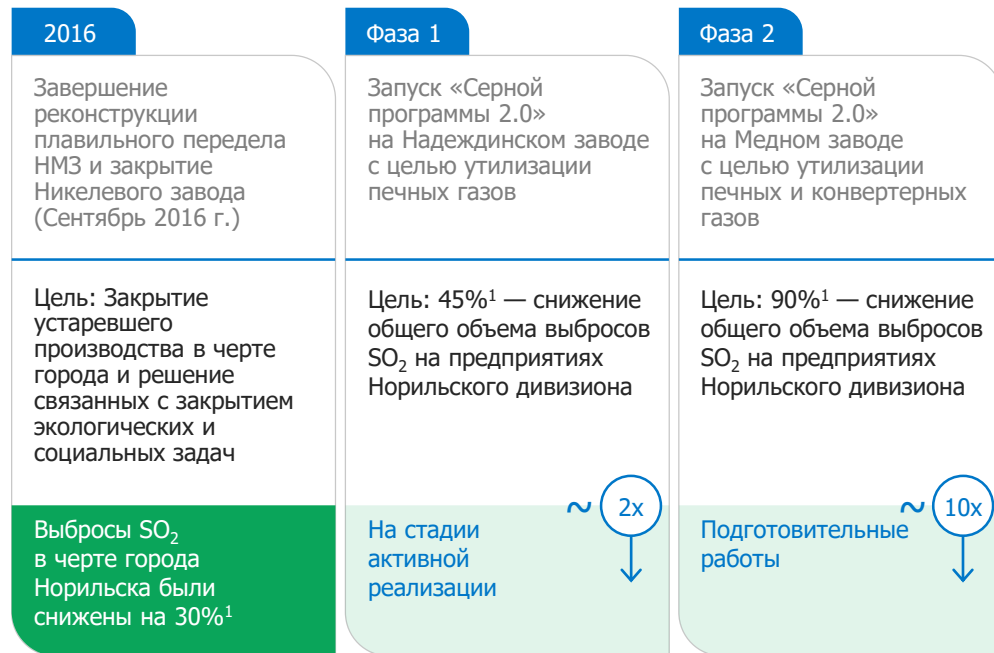 2016
Завершение
реконструкции
плавильного передела
НМЗ и закрытие
Никелевого завода
(Сентябрь 2016 г.)
Цель: Закрытие
устаревшего
производства в черте
города и решение
связанных с закрытием
экологических и
социальных задач
Выбросы SO₂
в черте города
Норильска были
снижены на 30%¹
Фаза 1
Запуск «Серной
программы 2.0»
на Надеждинском заводе
с целью утилизации
печных газов
Цель: 45%¹ — снижение
общего объема выбросов
SO₂ на предприятиях
Норильского дивизиона
~ 2x
На стадии
активной
реализации
Фаза 2
Запуск «Серной
программы 2.0»
на Медном заводе
с целью утилизации
печных и конвертерных
газов
Цель: 90%¹ — снижение
общего объема выбросов
SO₂ на предприятиях
Норильского дивизиона
~ 10x
Подготовительные
работы